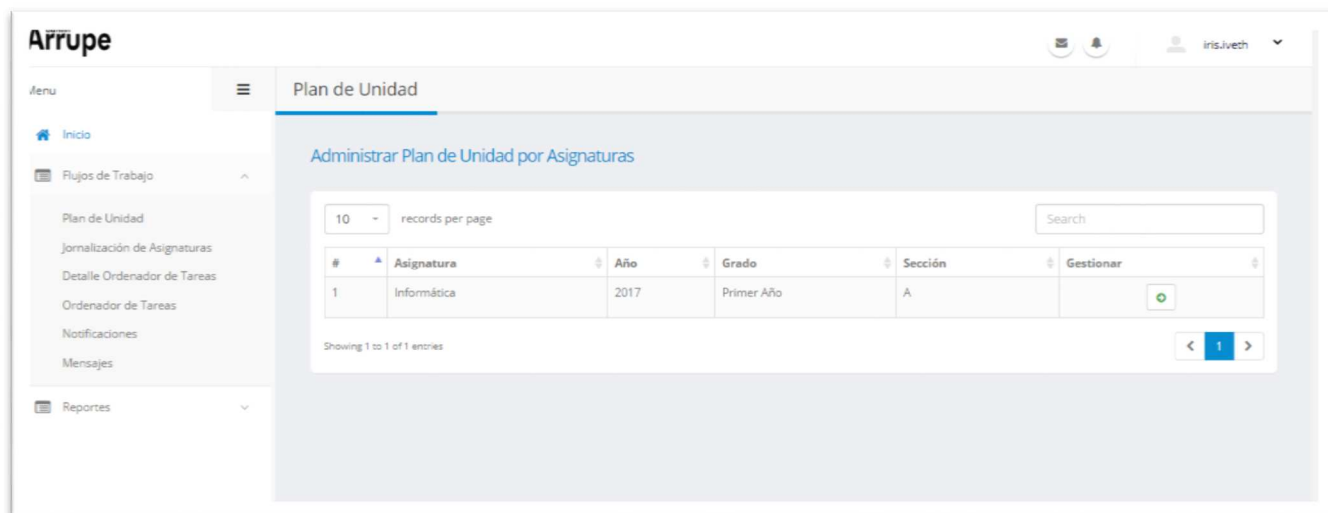 Arrupe
iris.iveth
Menu
Plan de Unidad
Inicio
Administrar Plan de Unidad por Asignaturas
Flujos de Trabajo
Plan de Unidad
Jornalización de Asignaturas
Detalle Ordenador de Tareas
Ordenador de Tareas
Notificaciones
Mensajes
Reportes
10 records per page
Search
# Asignatura Año Grado Sección Gestionar
1 Informática 2017 Primer Año A
Showing 1 to 1 of 1 entries
< 1 >